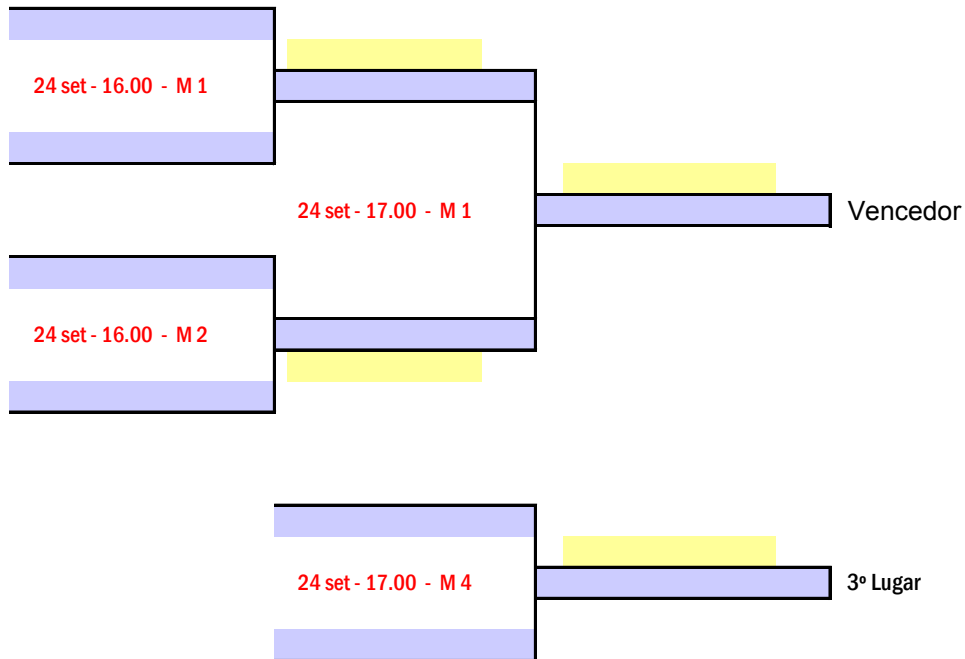 24 set - 16.00 - M 1
24 set - 17.00 - M 1
Vencedor
24 set - 16.00 - M 2
24 set - 17.00 - M 4
3º Lugar